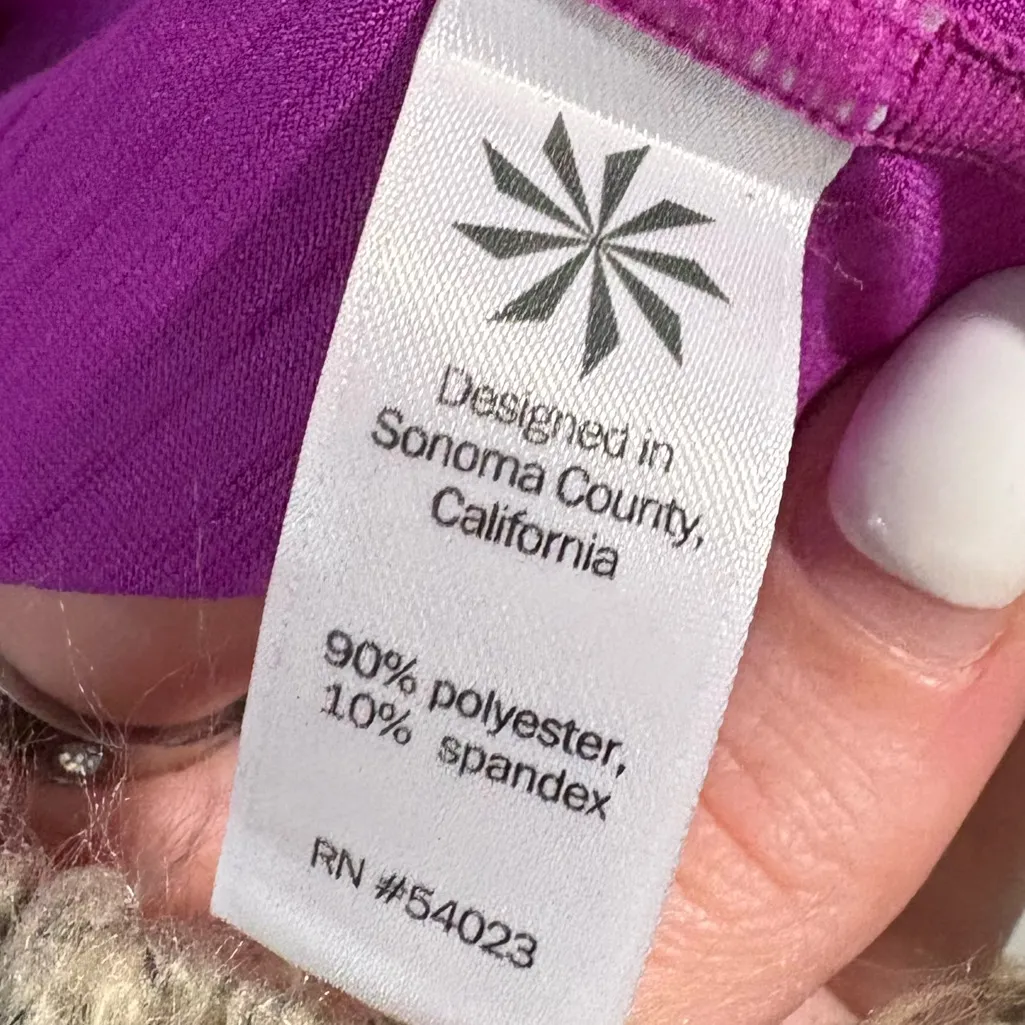 Designed in
Sonoma County,
California
90% polyester,
10% spandex
RN #54023